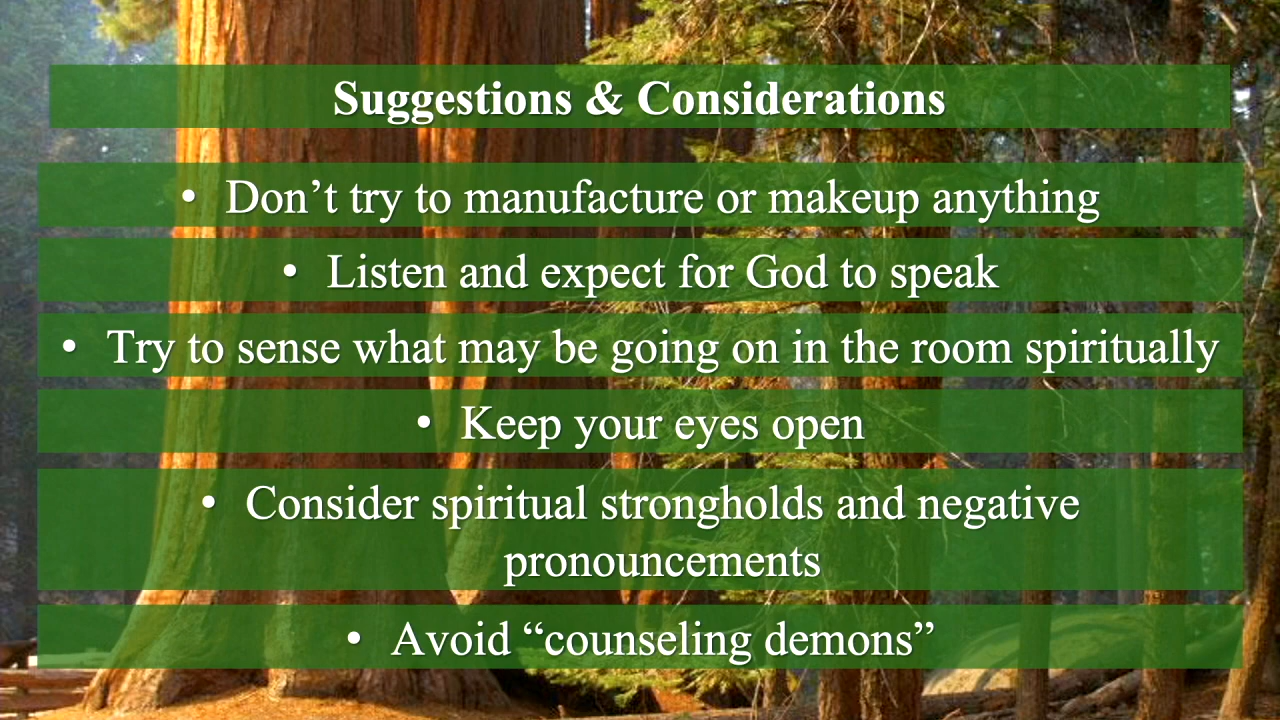 Suggestions & Considerations
• Don’t try to manufacture or makeup anything
• Listen and expect for God to speak
• Try to sense what may be going on in the room spiritually
• Keep your eyes open
• Consider spiritual strongholds and negative
pronouncements
• Avoid “counseling demons”